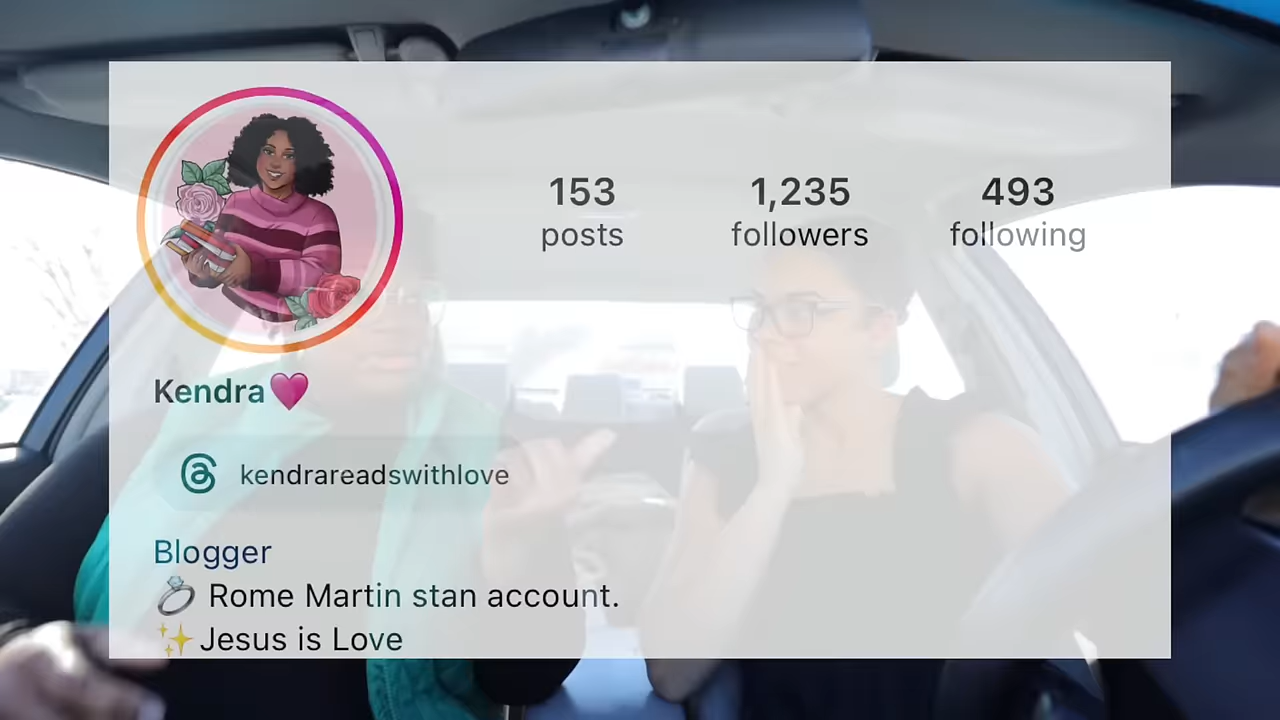 153 1,235 493
posts followers following
Kendra💗
kendrareadswithlove
Blogger
💍 Rome Martin stan account.
✨Jesus is Love